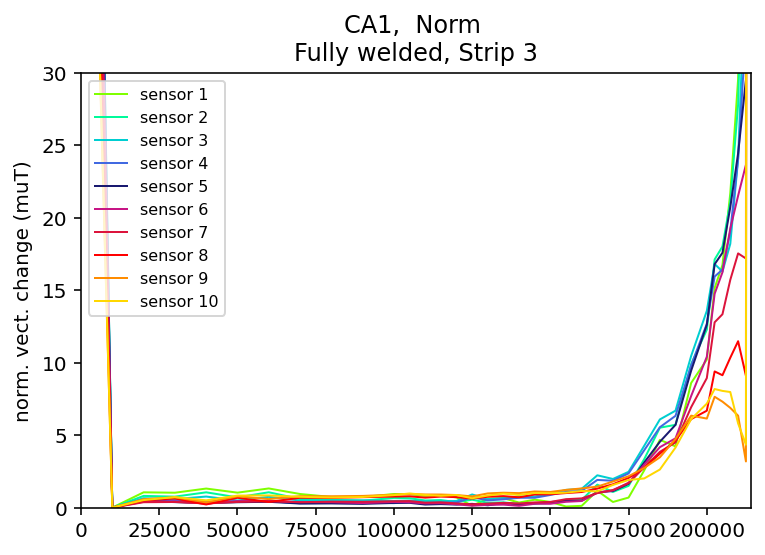 CA1,  Norm
Fully welded, Strip 3
norm. vect. change (muT)
30
25
20
15
10
5
0
sensor 1
sensor 2
sensor 3
sensor 4
sensor 5
sensor 6
sensor 7
sensor 8
sensor 9
sensor 10
0 25000 50000 75000 100000 125000 150000 175000 200000